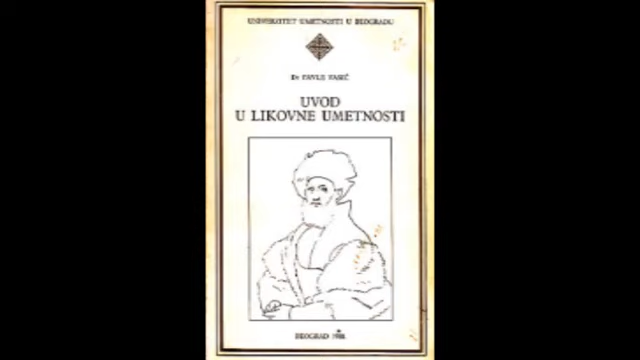 UNIVERZITET UMETNOSTI U BEOGRADU
Dr PAVLE VASIĆ
UVOD
U LIKOVNE UMETNOSTI
BEOGRAD